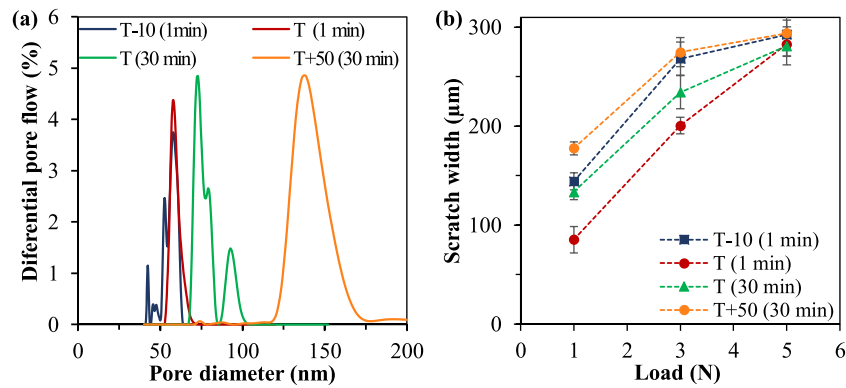 (a)
T-10 (1min)
T (1 min)
T (30 min)
T+50 (30 min)
Diferential pore flow (%)
6
5
4
3
2
1
0
0
50
100
150
200
Pore diameter (nm)
(b)
Scratch width (µm)
300
200
100
0
0
1
2
3
4
5
6
Load (N)
T-10 (1 min)
T (1 min)
T (30 min)
T+50 (30 min)